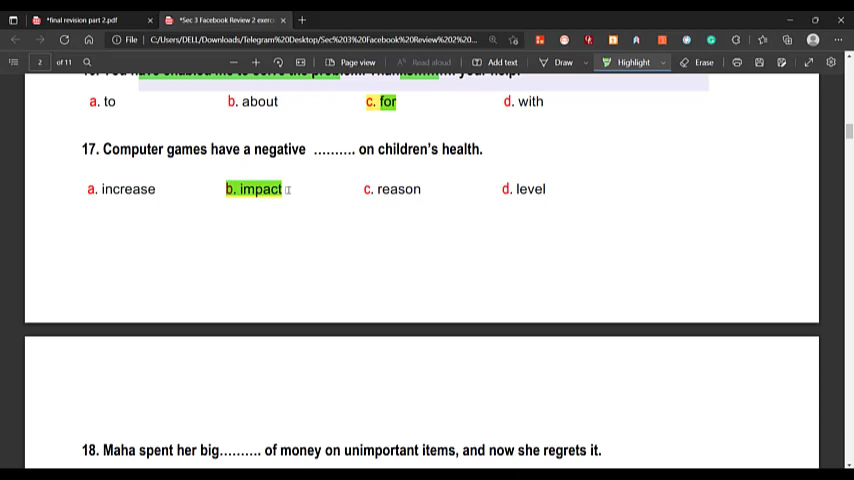 *final revision part 2.pdf
*Sec 3 Facebook Review 2 exerc
File
C:/Users/DELL/Downloads/Telegram%20Desktop/Sec%203%20Facebook%20Review%202%20...
2
of 11
Page view
Read aloud
Add text
Draw
Highlight
Erase
a. to
b. about
c. for
d. with
17. Computer games have a negative .......... on children's health.
a. increase
b. impact
c. reason
d. level
18. Maha spent her big.......... of money on unimportant items, and now she regrets it.